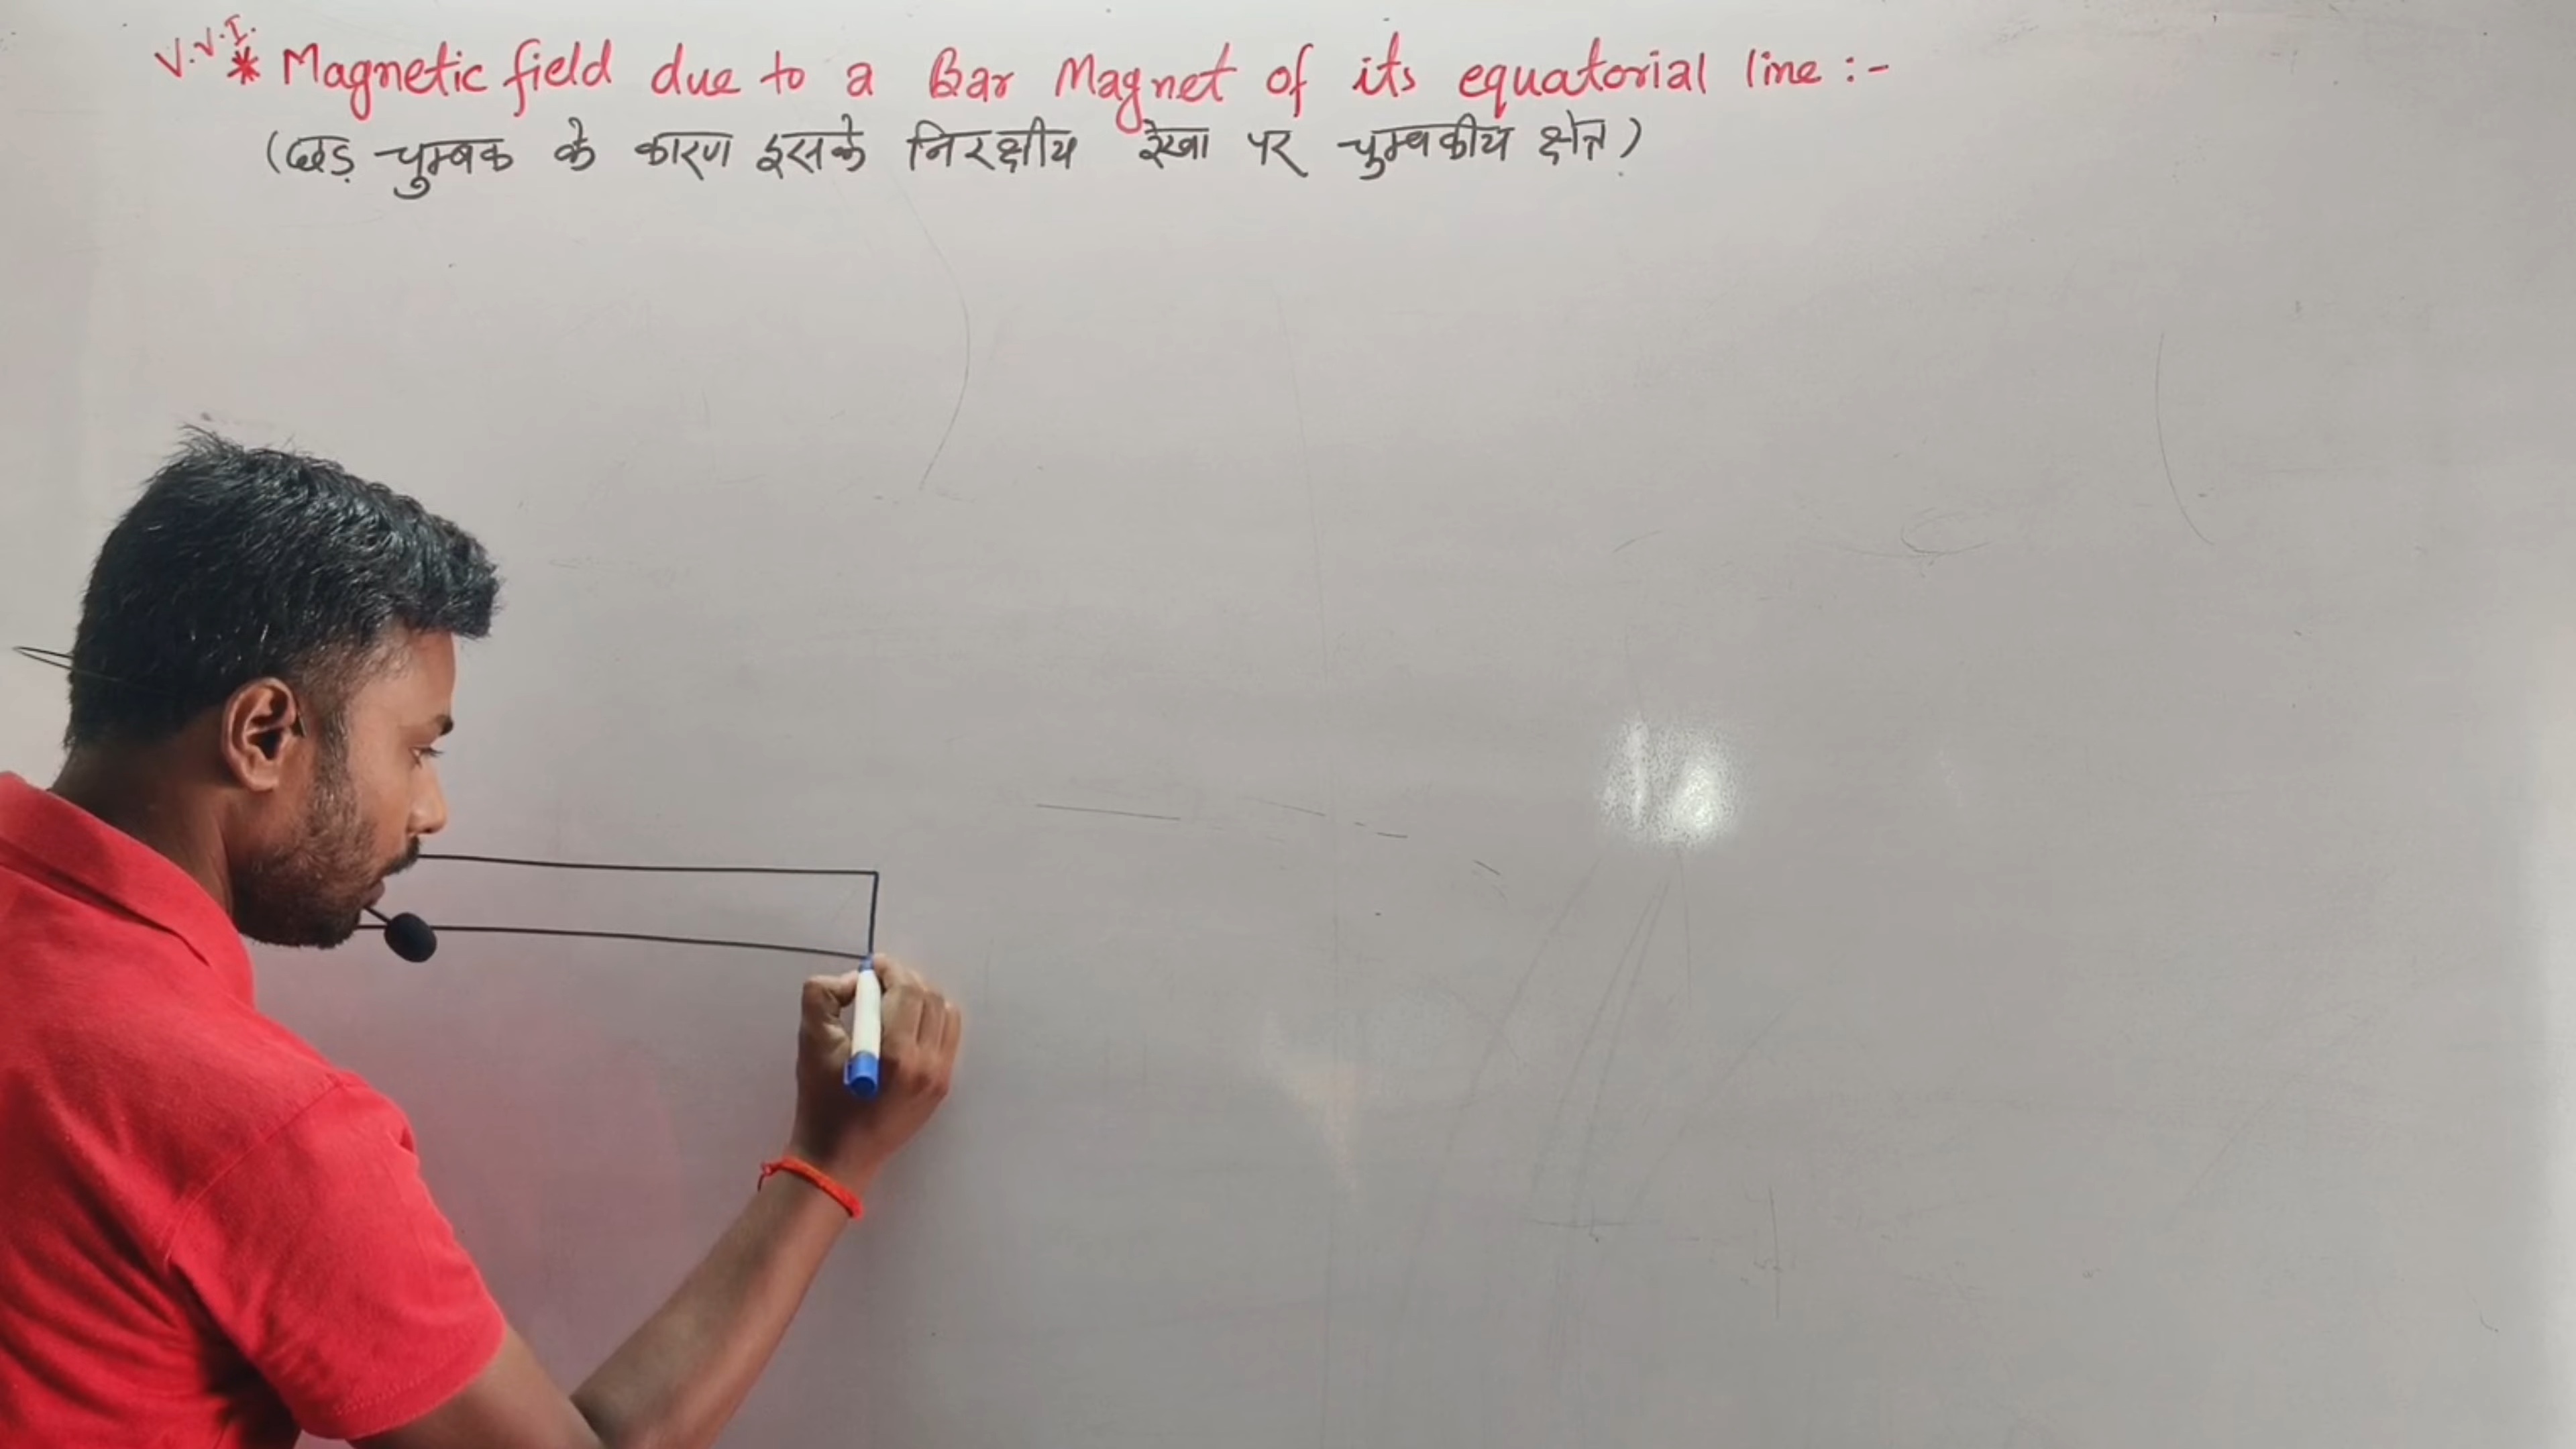 V.V.I.
* Magnetic field due to a Bar Magnet of its equatorial line :-
(छड़ चुम्बक के कारण इसके निरक्षीय रेखा पर चुम्बकीय क्षेत्र)